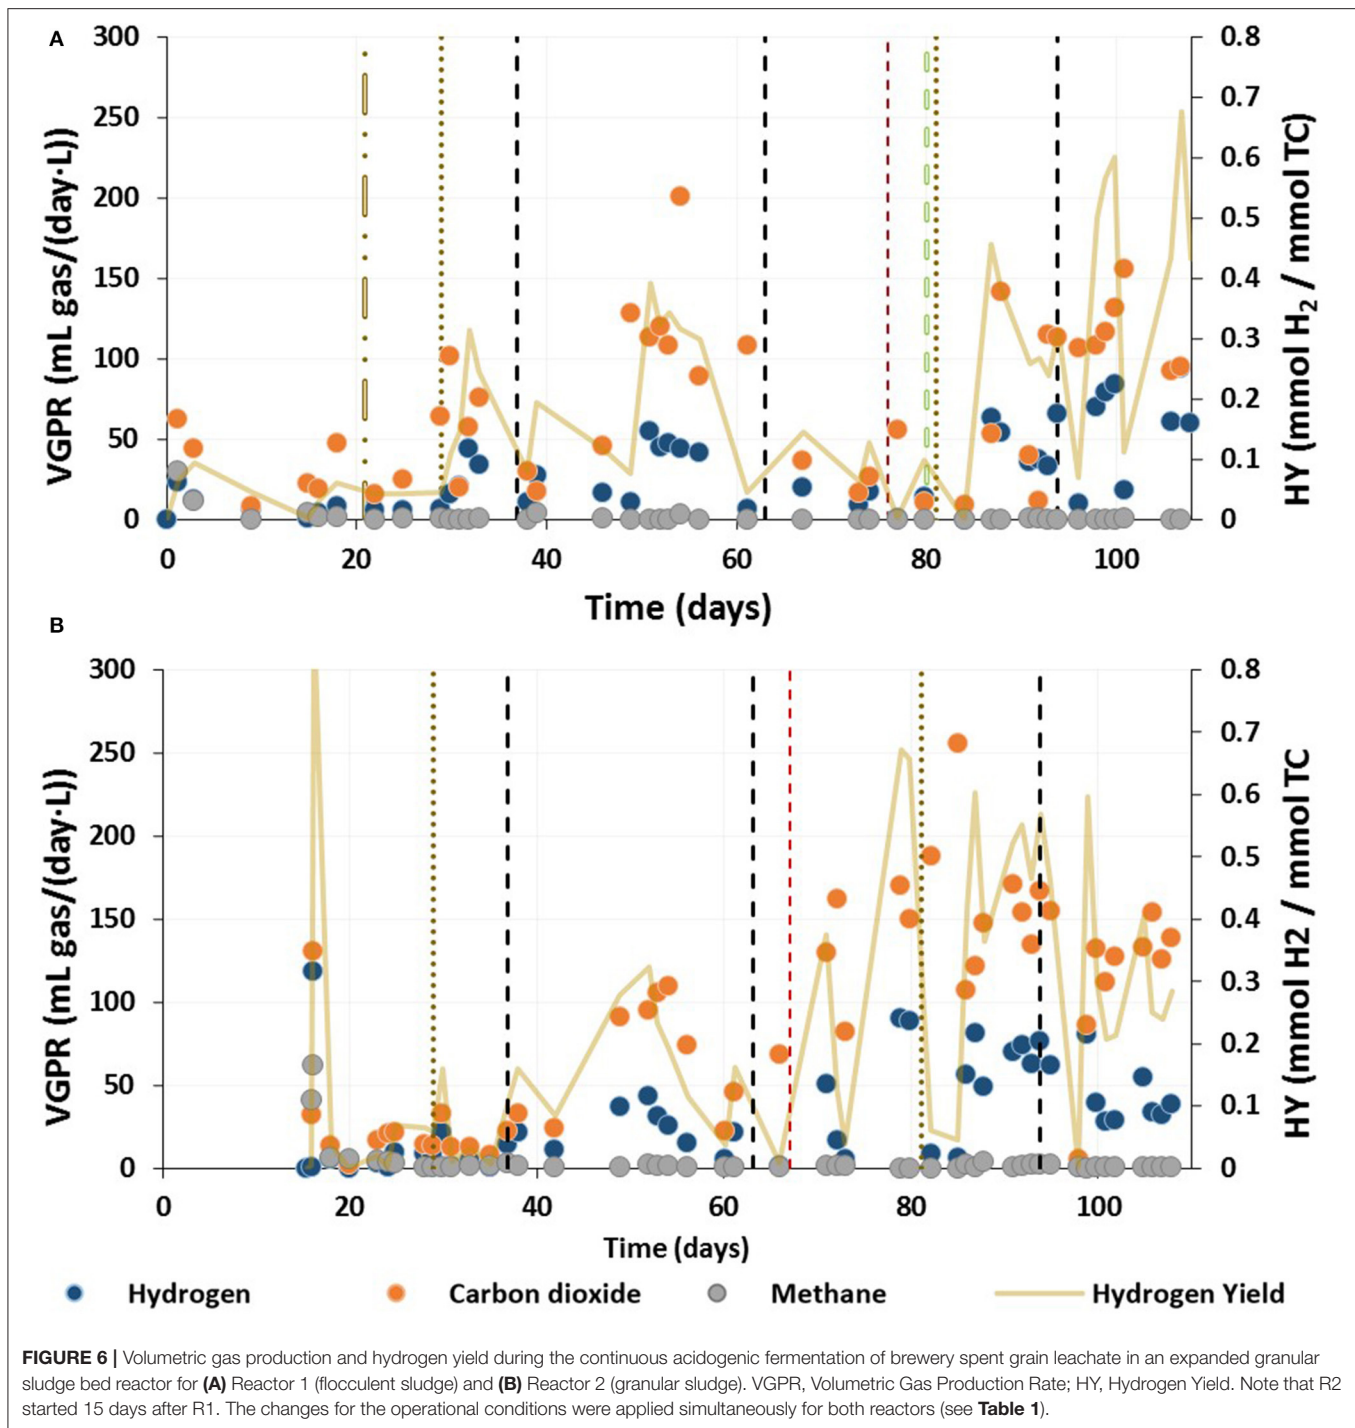 A
300
250
200
150
100
50
0
VGPR (mL gas/(day·L))
0.8
0.7
0.6
0.5
0.4
0.3
0.2
0.1
0
HY (mmol H₂ / mmol TC)
0 20 40 60 80 100
Time (days)
B
300
250
200
150
100
50
0
VGPR (mL gas/(day·L))
0.8
0.7
0.6
0.5
0.4
0.3
0.2
0.1
0
HY (mmol H2 / mmol TC
0 20 40 60 80 100
Time (days)
Hydrogen Carbon dioxide Methane Hydrogen Yield
FIGURE 6 | Volumetric gas production and hydrogen yield during the continuous acidogenic fermentation of brewery spent grain leachate in an expanded granular
sludge bed reactor for (A) Reactor 1 (flocculent sludge) and (B) Reactor 2 (granular sludge). VGPR, Volumetric Gas Production Rate; HY, Hydrogen Yield. Note that R2
started 15 days after R1. The changes for the operational conditions were applied simultaneously for both reactors (see Table 1).